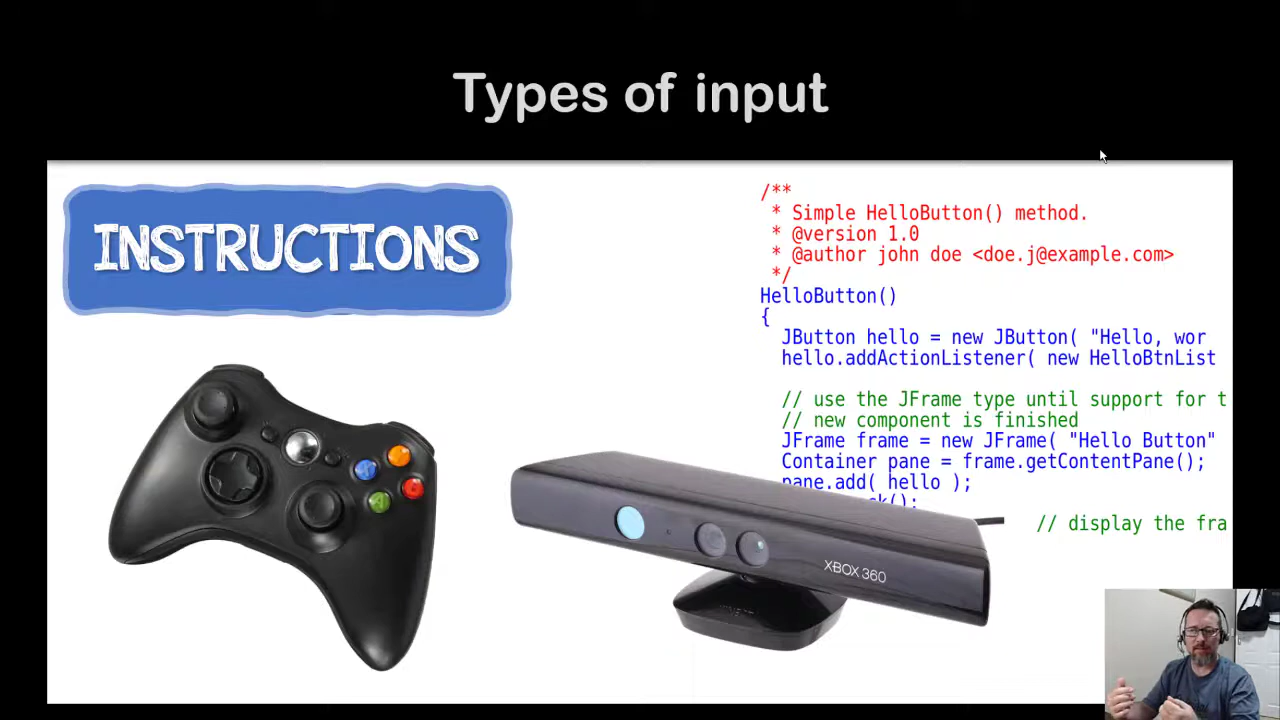 Types of input
INSTRUCTIONS
/**
* Simple HelloButton() method.
* @version 1.0
* @author john doe <doe.j@example.com>
*/
HelloButton()
{
JButton hello = new JButton( "Hello, wor
hello.addActionListener( new HelloBtnList
// use the JFrame type until support for t
// new component is finished
JFrame frame = new JFrame( "Hello Button"
Container pane = frame.getContentPane();
pane.add( hello );
k();
// display the fra
XBOX 360